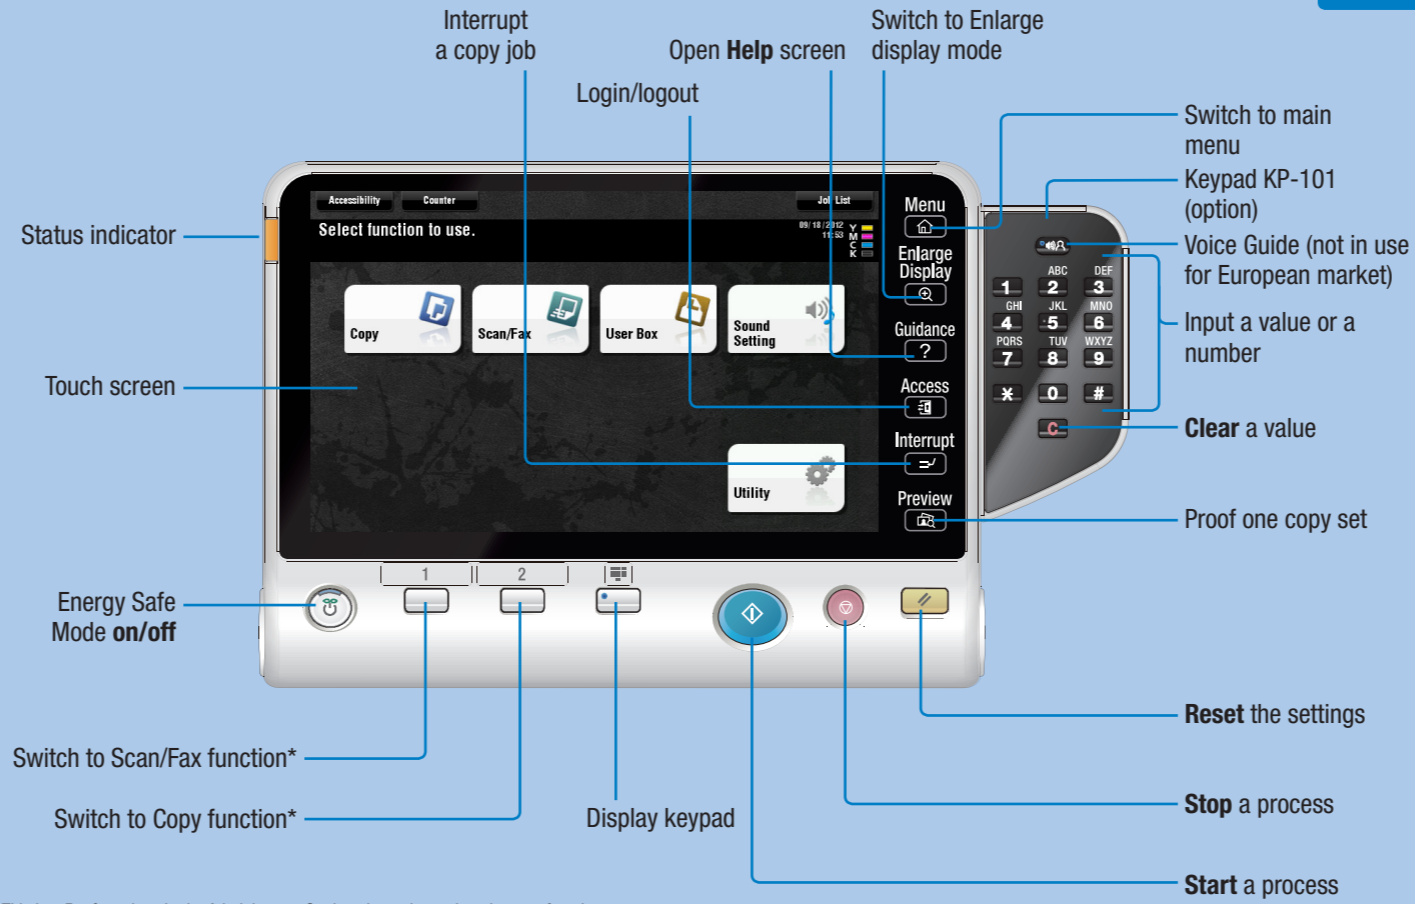 Interrupt
a copy job
Switch to Enlarge
display mode
Open Help screen
Login/logout
Switch to main
menu
Keypad KP-101
(option)
Voice Guide (not in use
for European market)
Input a value or a
number
Clear a value
Proof one copy set
Reset the settings
Stop a process
Start a process
Status indicator
Touch screen
Energy Safe
Mode on/off
Switch to Scan/Fax function*
Switch to Copy function*
Display keypad
Accessibility
Counter
Job List
Select function to use.
09/18/2012
11:53
Y
M
C
K
Copy
Scan/Fax
User Box
Sound
Setting
Utility
Menu
Enlarge
Display
Guidance
?
Access
Interrupt
Preview
ABC DEF
1 2 3
GHI JKL MNO
4 5 6
PQRS TUV WXYZ
7 8 9
* 0 #
C
1
2